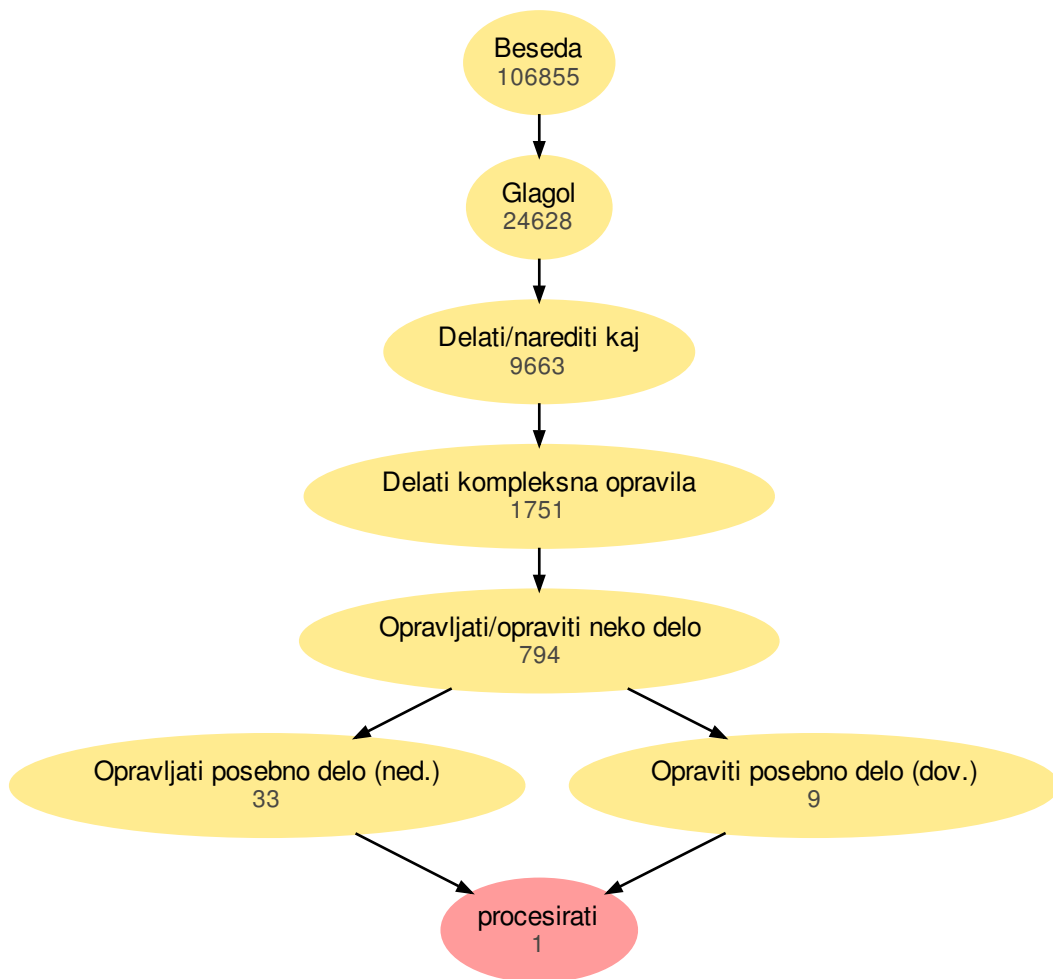 Beseda
106855
Glagol
24628
Delati/narediti kaj
9663
Delati kompleksna opravila
1751
Opravljati/opraviti neko delo
794
Opravljati posebno delo (ned.)
33
Opraviti posebno delo (dov.)
9
procesirati
1